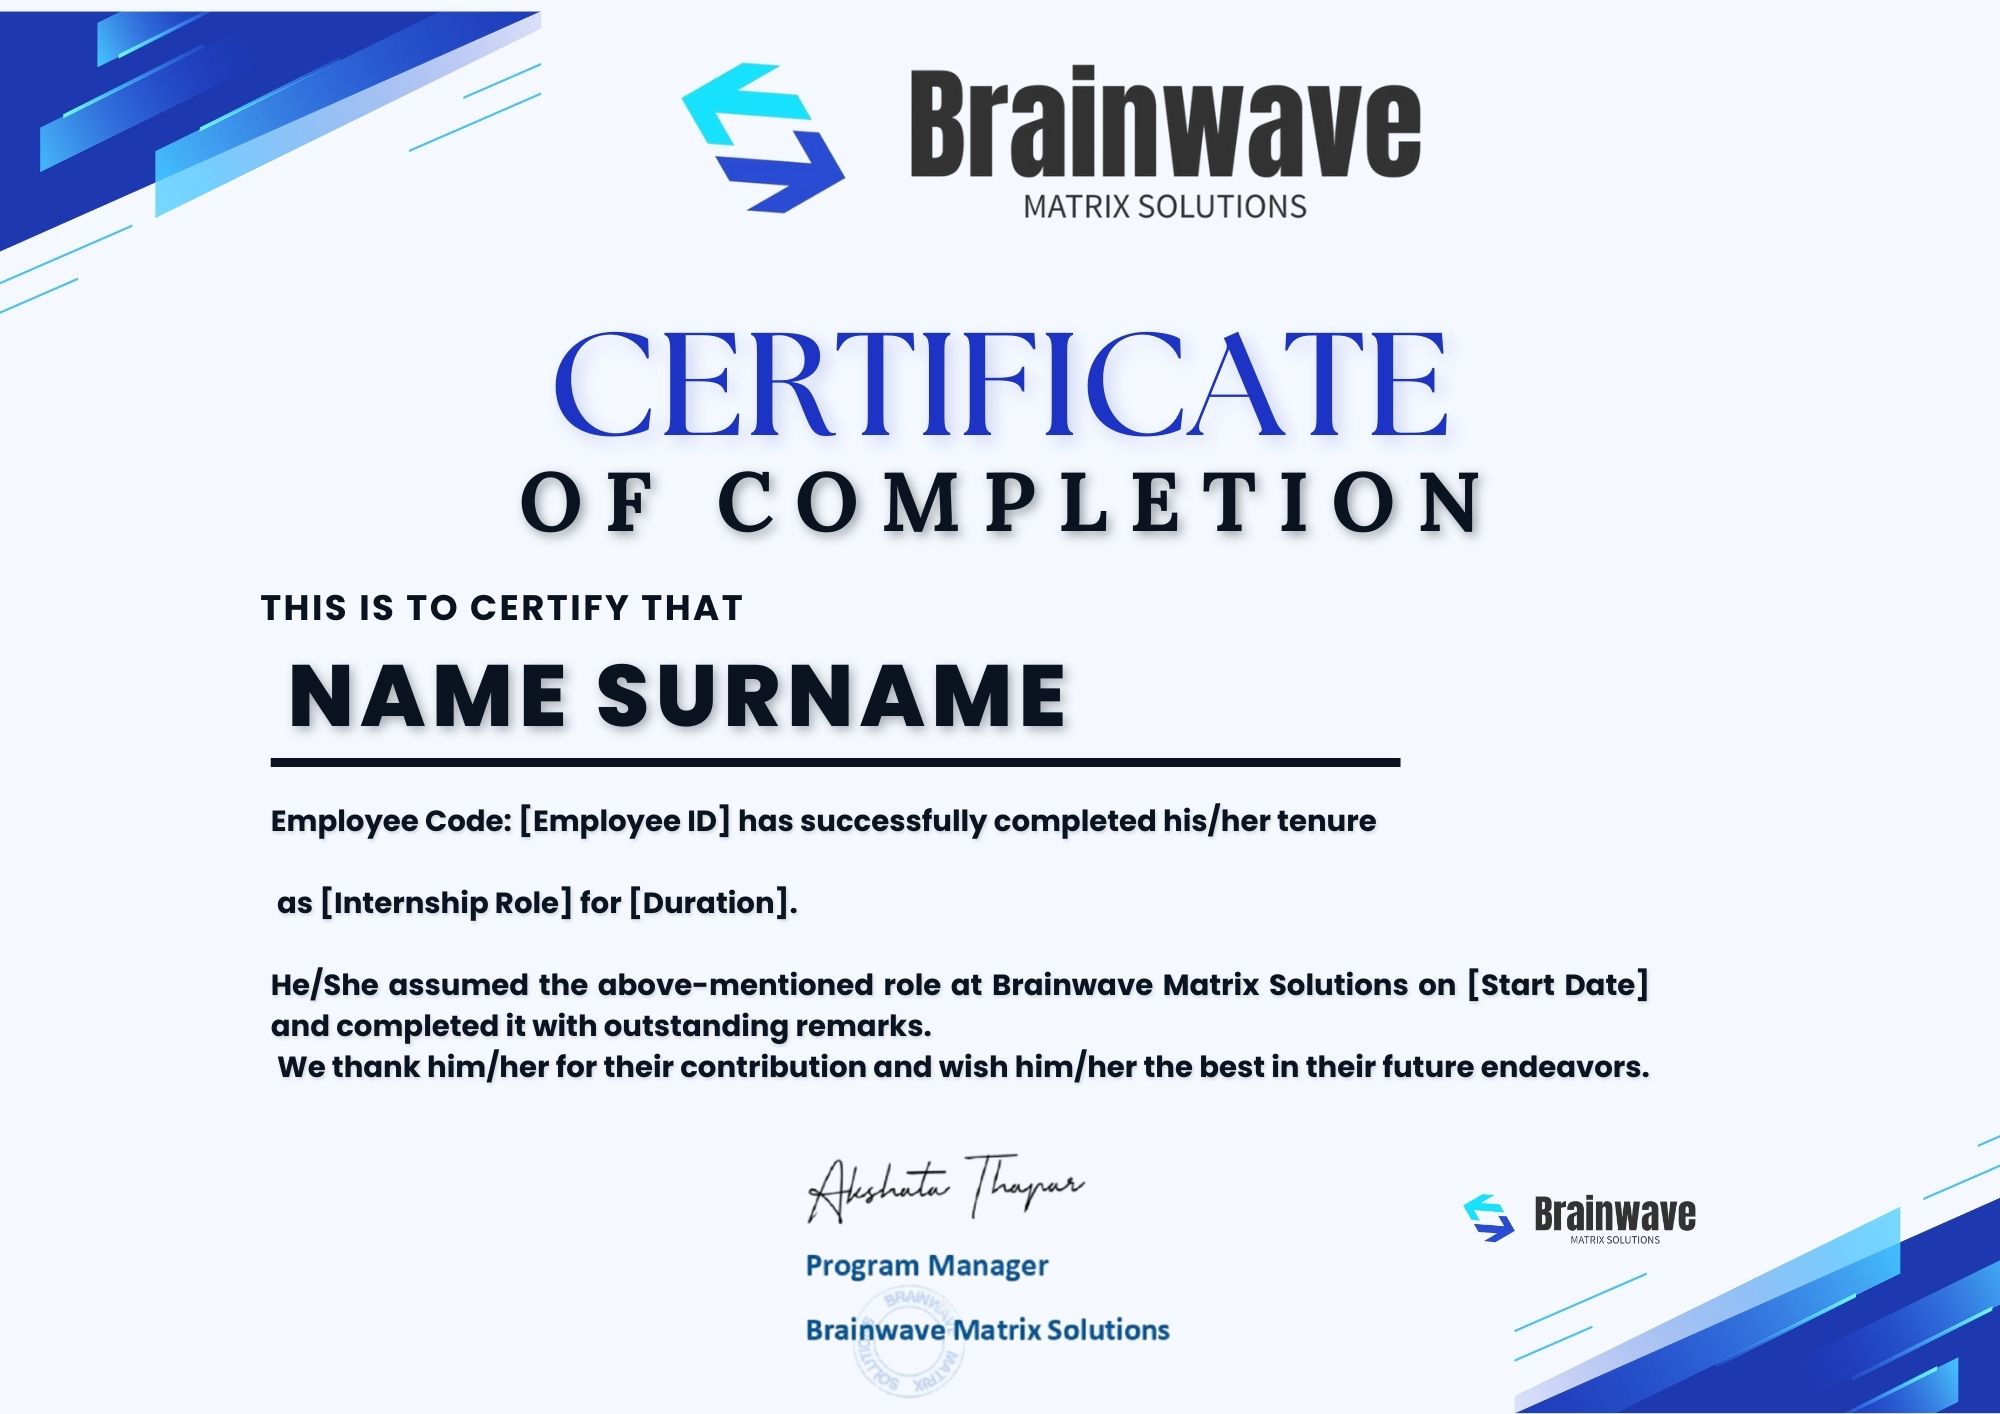 Brainwave
MATRIX SOLUTIONS
CERTIFICATE
OF COMPLETION
THIS IS TO CERTIFY THAT
NAME SURNAME
Employee Code: [Employee ID] has successfully completed his/her tenure
as [Internship Role] for [Duration].
He/She assumed the above-mentioned role at Brainwave Matrix Solutions on [Start Date]
and completed it with outstanding remarks.
We thank him/her for their contribution and wish him/her the best in their future endeavors.
Akshata Thapar
Program Manager
Brainwave Matrix Solutions
BRAINWAVE MATRIX SOLUTIONS
Brainwave
MATRIX SOLUTIONS